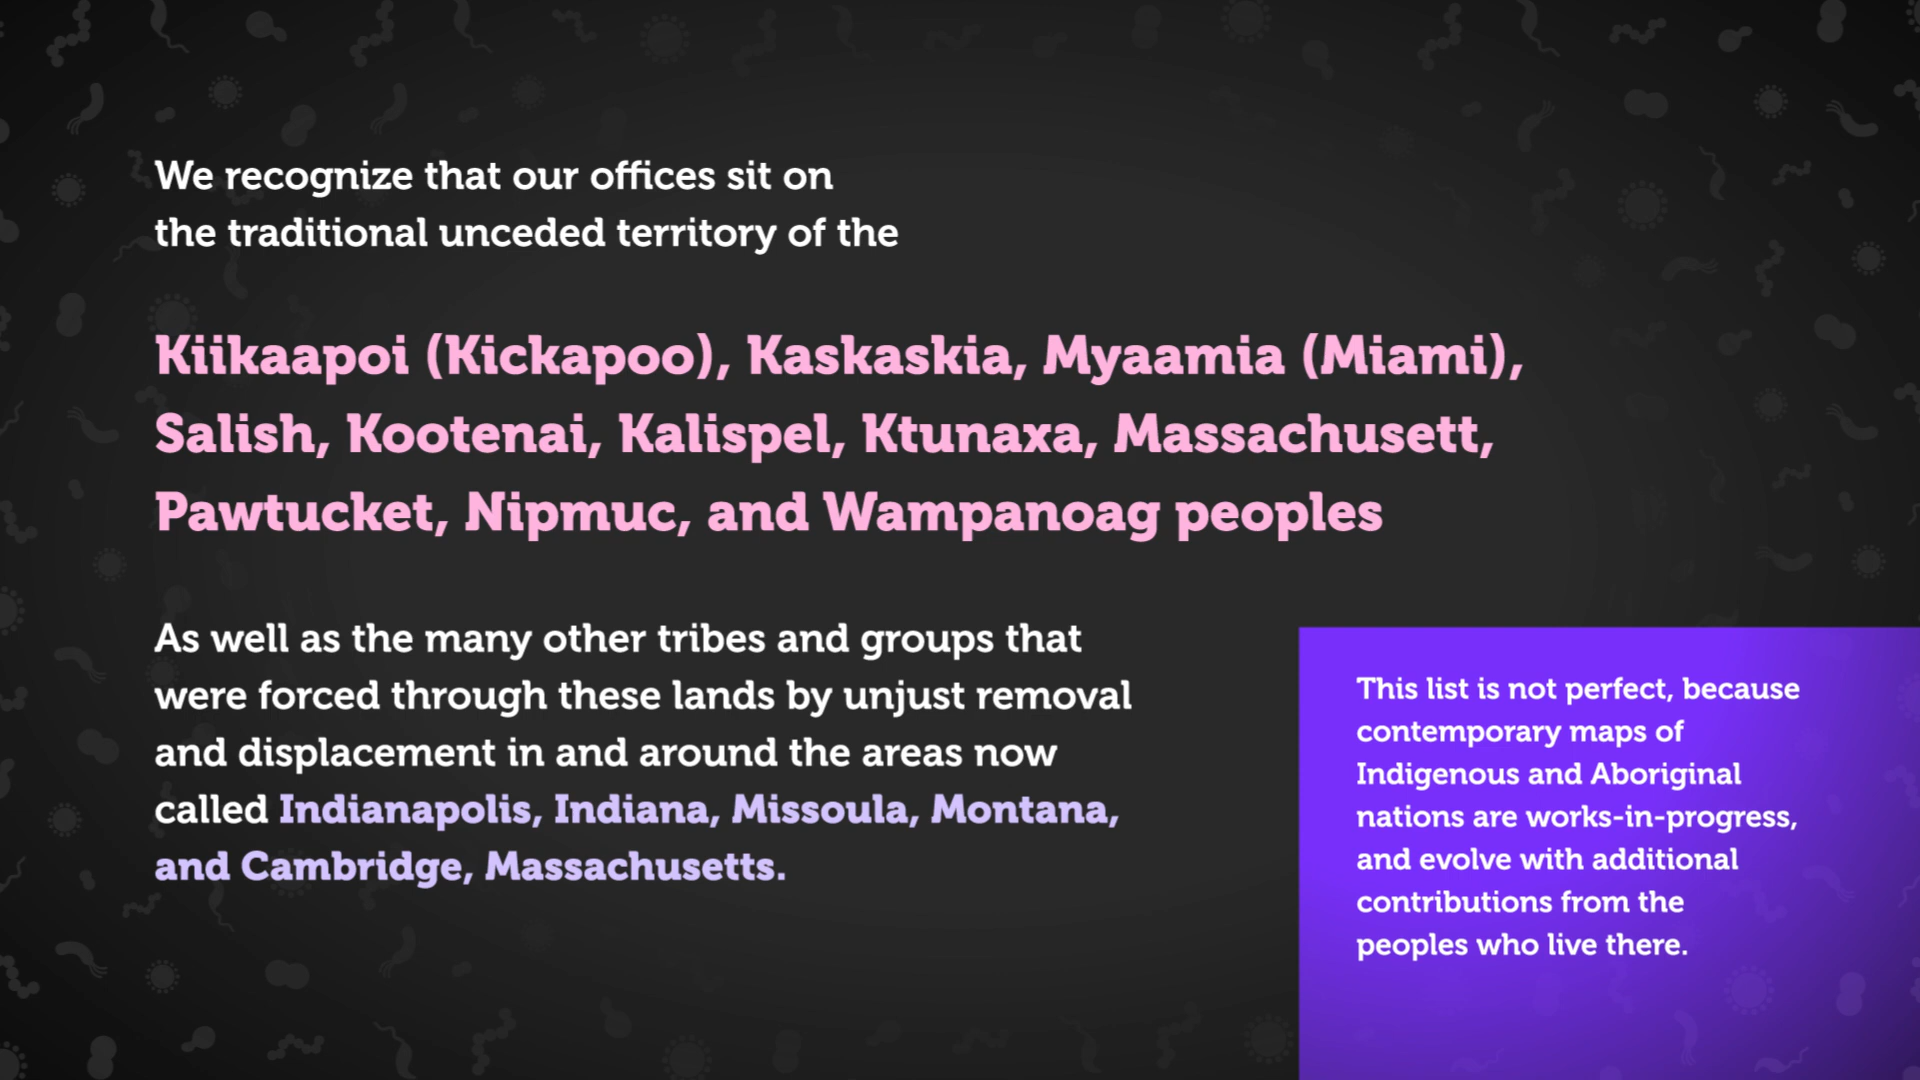 We recognize that our offices sit on
the traditional unceded territory of the
Kiikaapoi (Kickapoo), Kaskaskia, Myaamia (Miami),
Salish, Kootenai, Kalispel, Ktunaxa, Massachusett,
Pawtucket, Nipmuc, and Wampanoag peoples
As well as the many other tribes and groups that
were forced through these lands by unjust removal
and displacement in and around the areas now
called Indianapolis, Indiana, Missoula, Montana,
and Cambridge, Massachusetts.
This list is not perfect, because
contemporary maps of
Indigenous and Aboriginal
nations are works-in-progress,
and evolve with additional
contributions from the
peoples who live there.